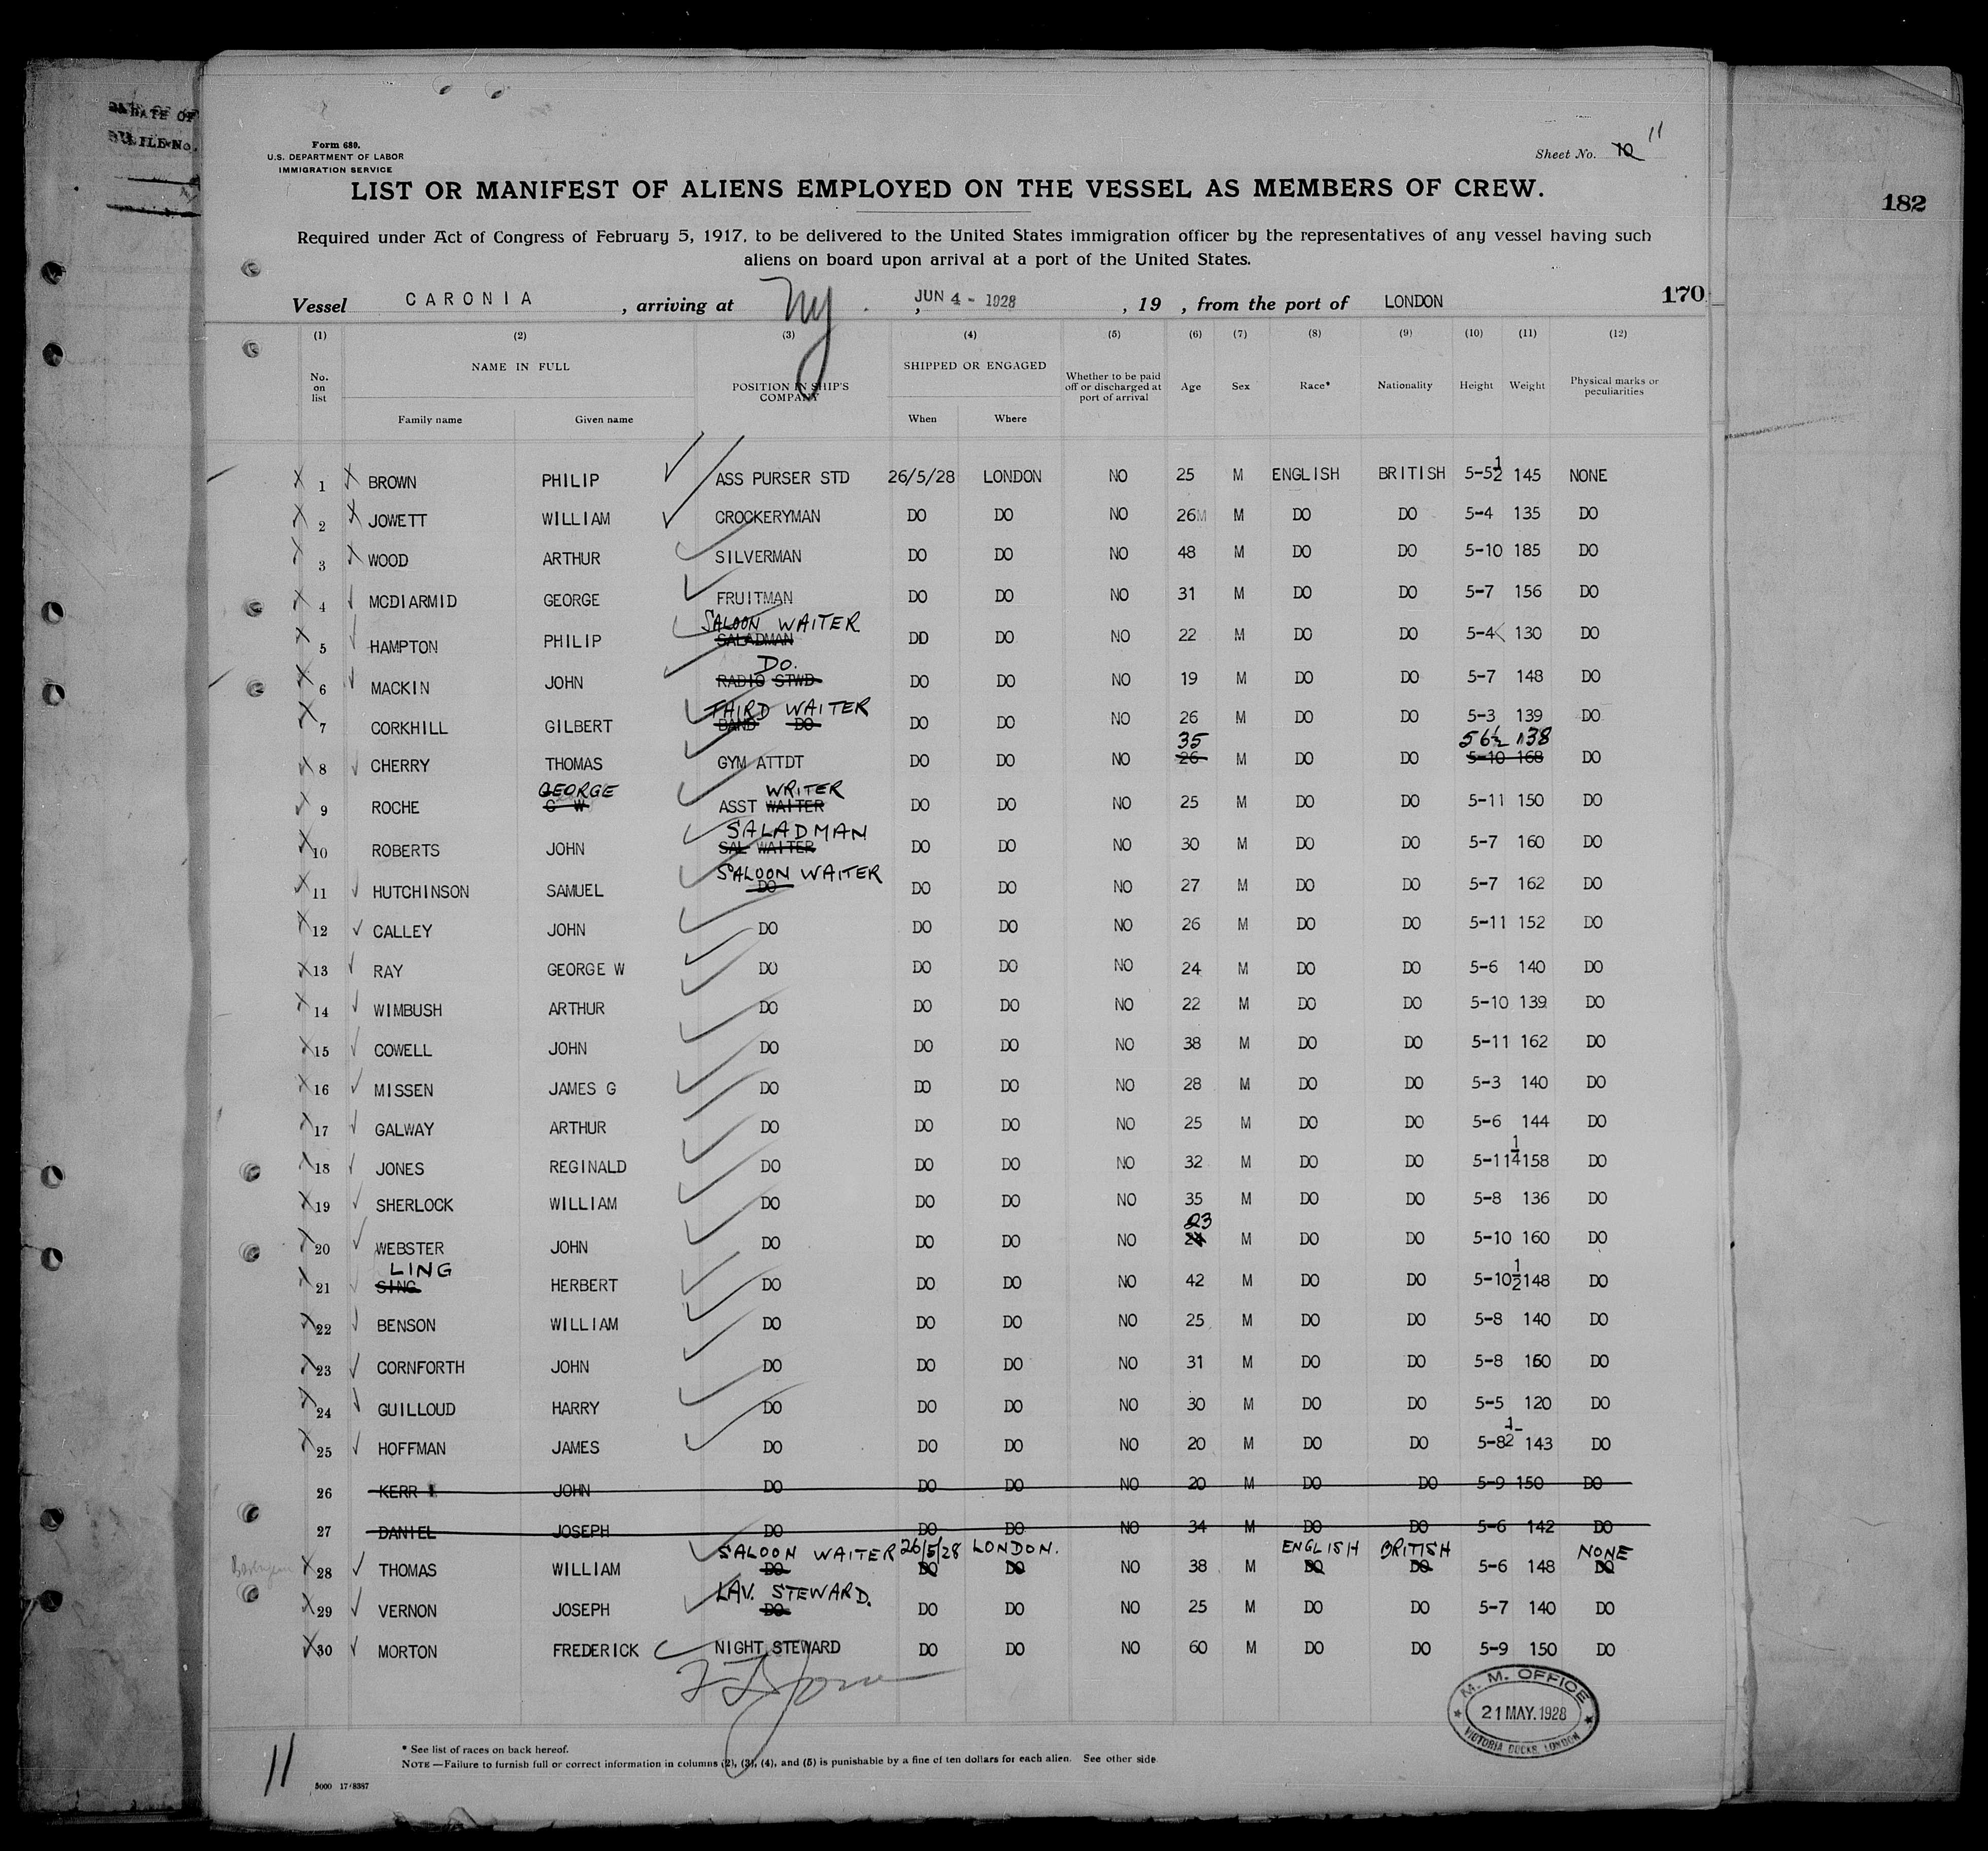 DATE OF
FILE No.
Form 680.
U.S. DEPARTMENT OF LABOR
IMMIGRATION SERVICE
Sheet No. 10 11
LIST OR MANIFEST OF ALIENS EMPLOYED ON THE VESSEL AS MEMBERS OF CREW.
182
Required under Act of Congress of February 5, 1917, to be delivered to the United States immigration officer by the representatives of any vessel having such
aliens on board upon arrival at a port of the United States.
Vessel CARONIA , arriving at Ny. , JUN 4 - 1928 , 19 , from the port of LONDON 170
(1) (2) (3) (4) (5) (6) (7) (8) (9) (10) (11) (12)
No. on list NAME IN FULL POSITION IN SHIP'S COMPANY SHIPPED OR ENGAGED Whether to be paid off or discharged at port of arrival Age Sex Race* Nationality Height Weight Physical marks or peculiarities
Family name Given name When Where
1 BROWN PHILIP ASS PURSER STD 26/5/28 LONDON NO 25 M ENGLISH BRITISH 5-5 1/2 145 NONE
2 JOWETT WILLIAM CROCKERYMAN DO DO NO 26M M DO DO 5-4 135 DO
3 WOOD ARTHUR SILVERMAN DO DO NO 48 M DO DO 5-10 185 DO
4 MCDIARMID GEORGE FRUITMAN DO DO NO 31 M DO DO 5-7 156 DO
SALOON WAITER
5 HAMPTON PHILIP SALADMAN DO DO NO 22 M DO DO 5-4 130 DO
DO.
6 MACKIN JOHN RADIO STWD DO DO NO 19 M DO DO 5-7 148 DO
THIRD WAITER
7 CORKHILL GILBERT BAND DO DO DO NO 26 M DO DO 5-3 139 DO
35 5 6½ 138
8 CHERRY THOMAS GYM ATTDT DO DO NO 26 M DO DO 5-10 168 DO
GEORGE WRITER
9 ROCHE C W ASST WAITER DO DO NO 25 M DO DO 5-11 150 DO
SALADMAN
10 ROBERTS JOHN SAL WAITER DO DO NO 30 M DO DO 5-7 160 DO
SALOON WAITER
11 HUTCHINSON SAMUEL DO DO DO NO 27 M DO DO 5-7 162 DO
12 CALLEY JOHN DO DO DO NO 26 M DO DO 5-11 152 DO
13 RAY GEORGE W DO DO DO NO 24 M DO DO 5-6 140 DO
14 WIMBUSH ARTHUR DO DO DO NO 22 M DO DO 5-10 139 DO
15 COWELL JOHN DO DO DO NO 38 M DO DO 5-11 162 DO
16 MISSEN JAMES G DO DO DO NO 28 M DO DO 5-3 140 DO
17 GALWAY ARTHUR DO DO DO NO 25 M DO DO 5-6 144 DO
18 JONES REGINALD DO DO DO NO 32 M DO DO 5-11 1/4 158 DO
19 SHERLOCK WILLIAM DO DO DO NO 35 M DO DO 5-8 136 DO
23
20 WEBSTER JOHN DO DO DO NO 24 M DO DO 5-10 160 DO
LING
21 SING HERBERT DO DO DO NO 42 M DO DO 5-10 1/2 148 DO
22 BENSON WILLIAM DO DO DO NO 25 M DO DO 5-8 140 DO
23 CORNFORTH JOHN DO DO DO NO 31 M DO DO 5-8 160 DO
24 GUILLOUD HARRY DO DO DO NO 30 M DO DO 5-5 120 DO
25 HOFFMAN JAMES DO DO DO NO 20 M DO DO 5-8 1/2 143 DO
26 KERR JOHN DO DO DO NO 20 M DO DO 5-9 150 DO
27 DANIEL JOSEPH DO DO DO NO 34 M DO DO 5-6 142 DO
SALOON WAITER 26/5/28 LONDON. ENGLISH BRITISH NONE
28 THOMAS WILLIAM DO DO DO NO 38 M DO DO 5-6 148 DO
LAV. STEWARD.
29 VERNON JOSEPH DO DO DO NO 25 M DO DO 5-7 140 DO
30 MORTON FREDERICK NIGHT STEWARD DO DO NO 60 M DO DO 5-9 150 DO
M. M. OFFICE
21 MAY. 1928
VICTORIA DOCKS, LONDON
* See list of races on back hereof.
NOTE.—Failure to furnish full or correct information in columns (2), (3), (4), and (5) is punishable by a fine of ten dollars for each alien. See other side
11
5000 17-8387